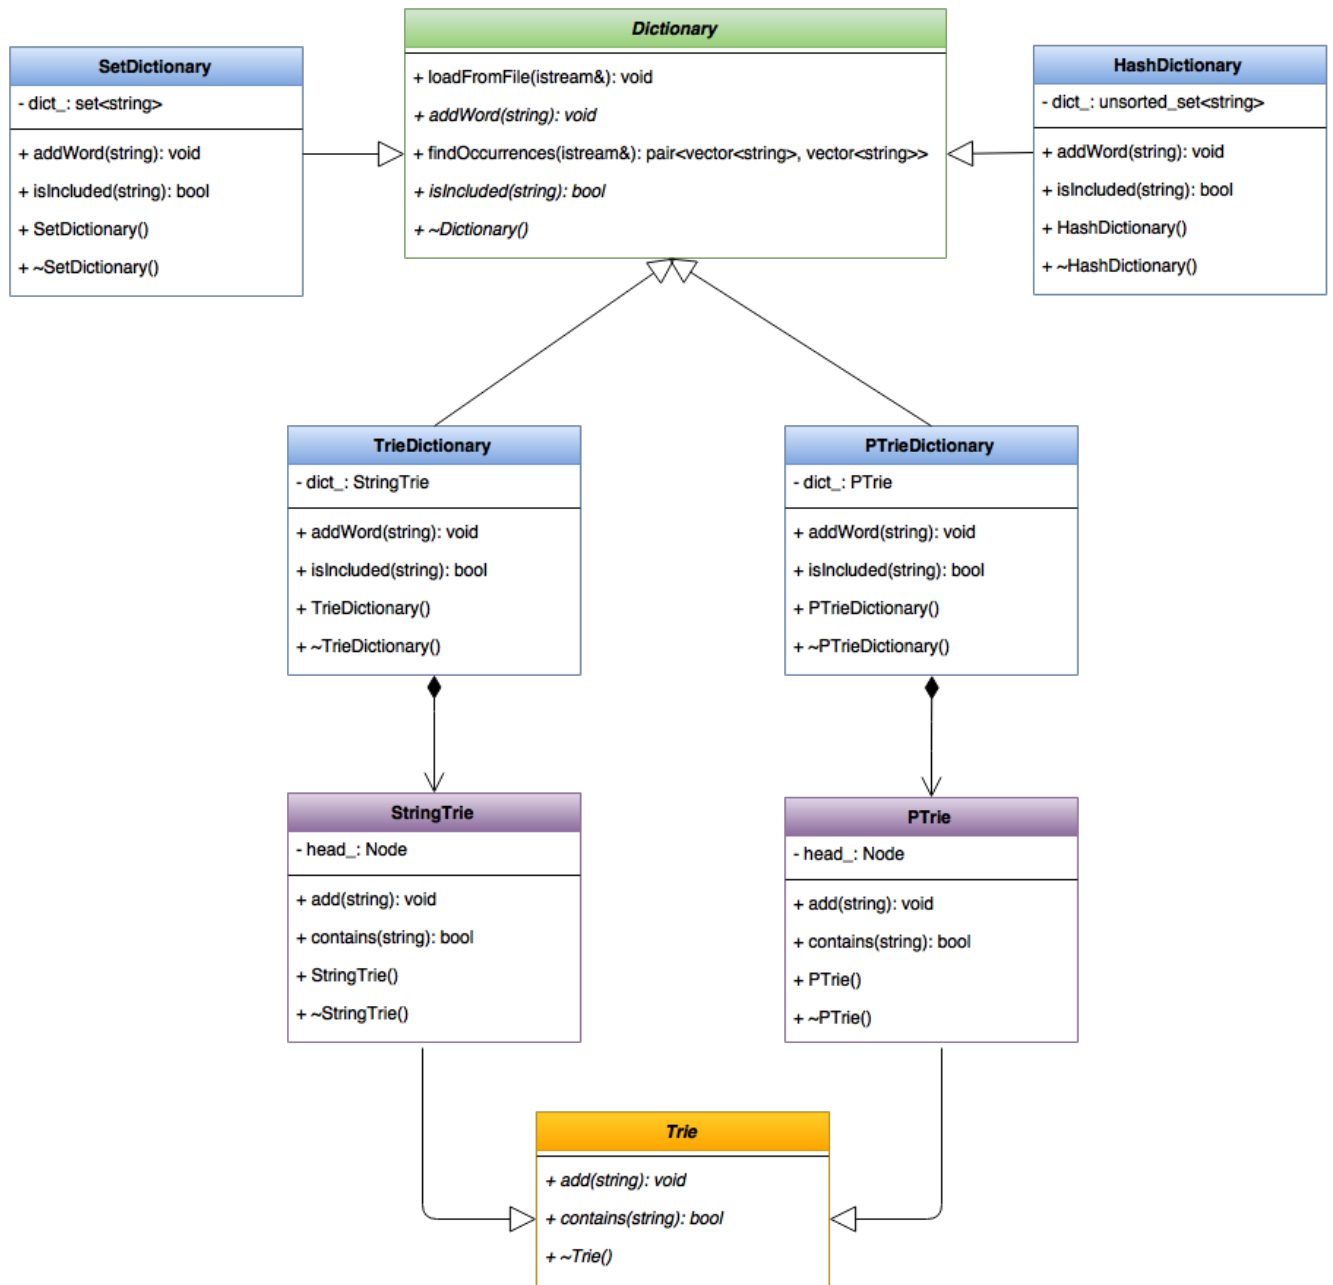 Dictionary
+ loadFromFile(istream&): void
+ addWord(string): void
+ findOccurrences(istream&): pair<vector<string>, vector<string>>
+ isIncluded(string): bool
+ ~Dictionary()
SetDictionary
- dict_: set<string>
+ addWord(string): void
+ isIncluded(string): bool
+ SetDictionary()
+ ~SetDictionary()
HashDictionary
- dict_: unsorted_set<string>
+ addWord(string): void
+ isIncluded(string): bool
+ HashDictionary()
+ ~HashDictionary()
TrieDictionary
- dict_: StringTrie
+ addWord(string): void
+ isIncluded(string): bool
+ TrieDictionary()
+ ~TrieDictionary()
PTrieDictionary
- dict_: PTrie
+ addWord(string): void
+ isIncluded(string): bool
+ PTrieDictionary()
+ ~PTrieDictionary()
StringTrie
- head_: Node
+ add(string): void
+ contains(string): bool
+ StringTrie()
+ ~StringTrie()
PTrie
- head_: Node
+ add(string): void
+ contains(string): bool
+ PTrie()
+ ~PTrie()
Trie
+ add(string): void
+ contains(string): bool
+ ~Trie()